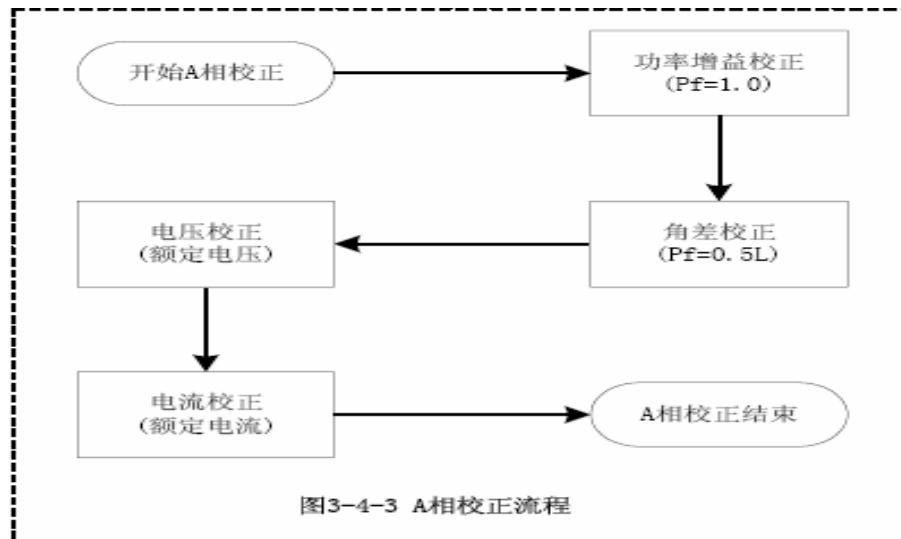 开始A相校正
功率增益校正
(Pf=1.0)
角差校正
(Pf=0.5L)
电压校正
(额定电压)
电流校正
(额定电流)
A相校正结束
图3-4-3 A相校正流程